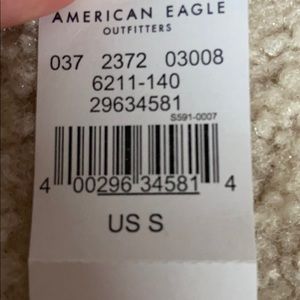 AMERICAN EAGLE
OUTFITTERS
037 2372 03008
6211-140
29634581
S591-0007
4 00296 34581 4
US S